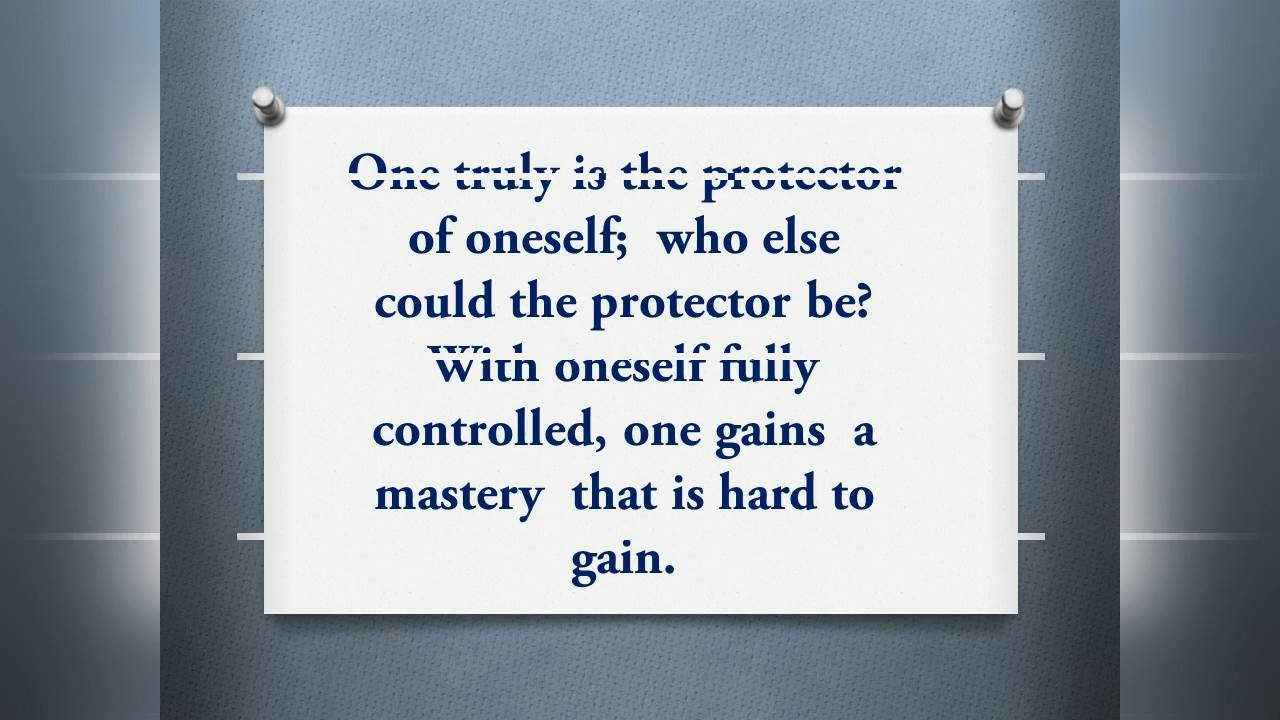 One truly is the protector
of oneself;  who else
could the protector be?
With oneself fully
controlled, one gains  a
mastery  that is hard to
gain.